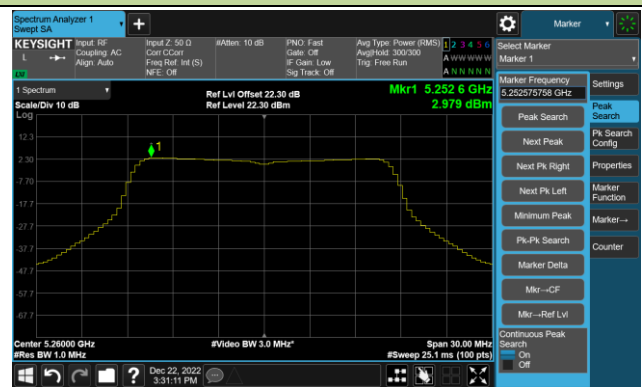 Spectrum Analyzer 1
Swept SA
+
Marker
KEYSIGHT
L
LW
Input: RF
Coupling: AC
Align: Auto
Input Z: 50 Ω
Corr CCorr
Freq Ref: Int (S)
NFE: Off
#Atten: 10 dB
PNO: Fast
Gate: Off
IF Gain: Low
Sig Track: Off
Avg Type: Power (RMS)
Avg|Hold: 300/300
Trig: Free Run
1 2 3 4 5 6
A W W W W W
A N N N N N
Select Marker
Marker 1
1 Spectrum
Scale/Div 10 dB
Log
Ref Lvl Offset 22.30 dB
Ref Level 22.30 dBm
Mkr1 5.252 6 GHz
2.979 dBm
12.3
2.30
-7.70
-17.7
-27.7
-37.7
-47.7
-57.7
-67.7
1
Center 5.26000 GHz
#Res BW 1.0 MHz
#Video BW 3.0 MHz*
Span 30.00 MHz
#Sweep 25.1 ms (100 pts)
Marker Frequency
5.252575758 GHz
Peak Search
Next Peak
Next Pk Right
Next Pk Left
Minimum Peak
Pk-Pk Search
Marker Delta
Mkr→CF
Mkr→Ref Lvl
Continuous Peak
Search
On
Off
Settings
Peak
Search
Pk Search
Config
Properties
Marker
Function
Marker→
Counter
?
Dec 22, 2022
3:31:11 PM